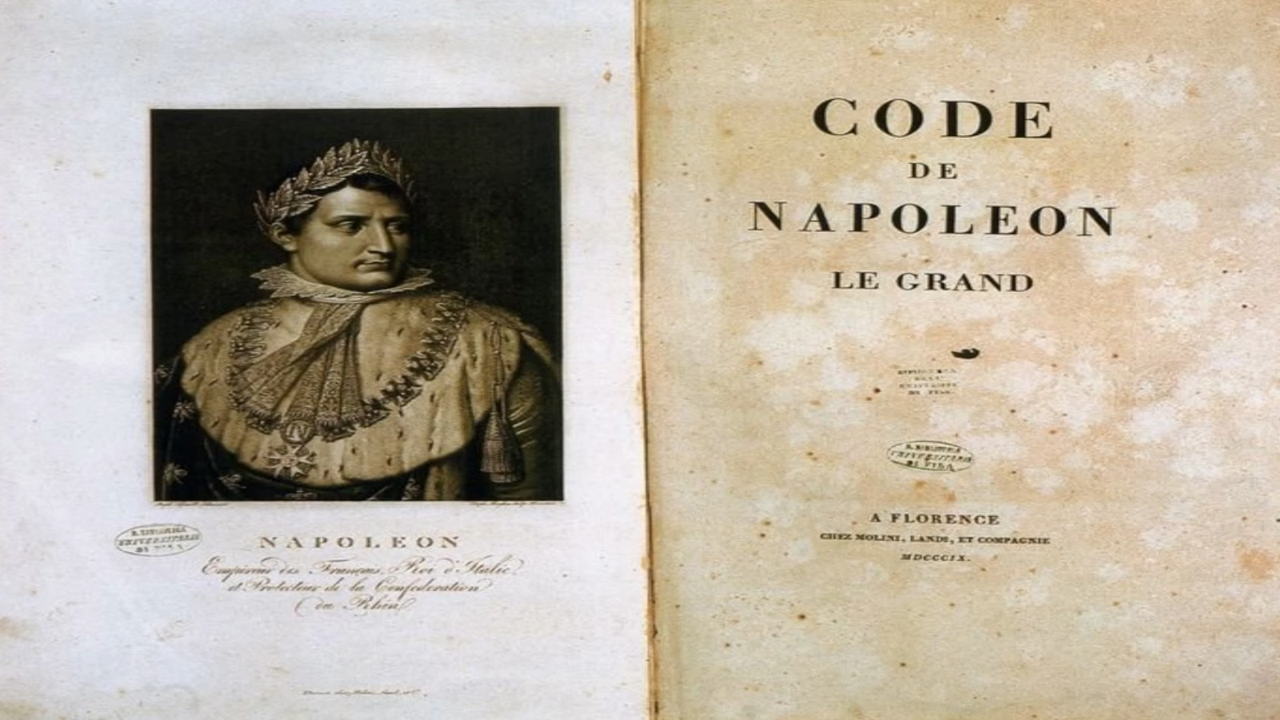 NAPOLEON
Empereur des Français, Roi d'Italie
et Protecteur de la Confédération
du Rhin
CODE
DE
NAPOLEON
LE GRAND
A FLORENCE
CHEZ MOLINI, LANDI, ET COMPAGNIE
MDCCCIX.